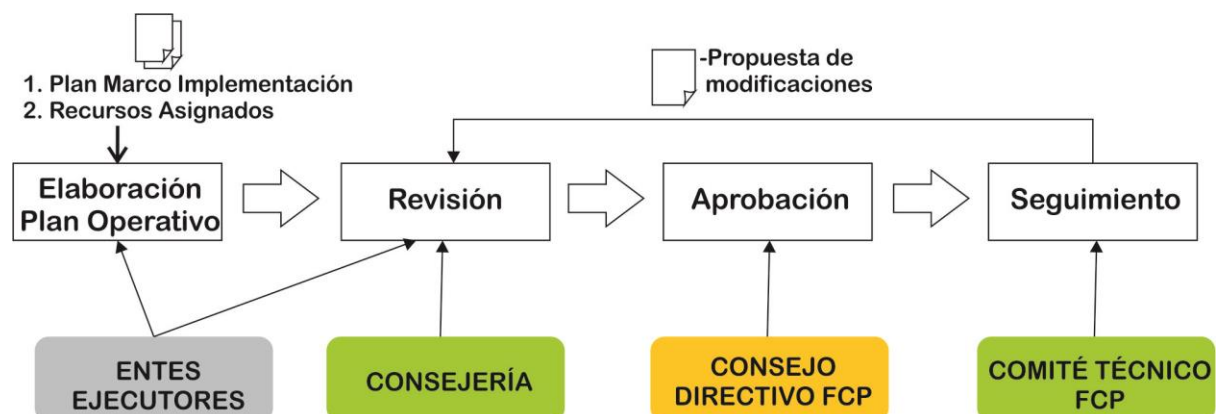 1. Plan Marco Implementación
2. Recursos Asignados
-Propuesta de
modificaciones
Elaboración
Plan Operativo
Revisión
Aprobación
Seguimiento
ENTES
EJECUTORES
CONSEJERÍA
CONSEJO
DIRECTIVO FCP
COMITÉ TÉCNICO
FCP